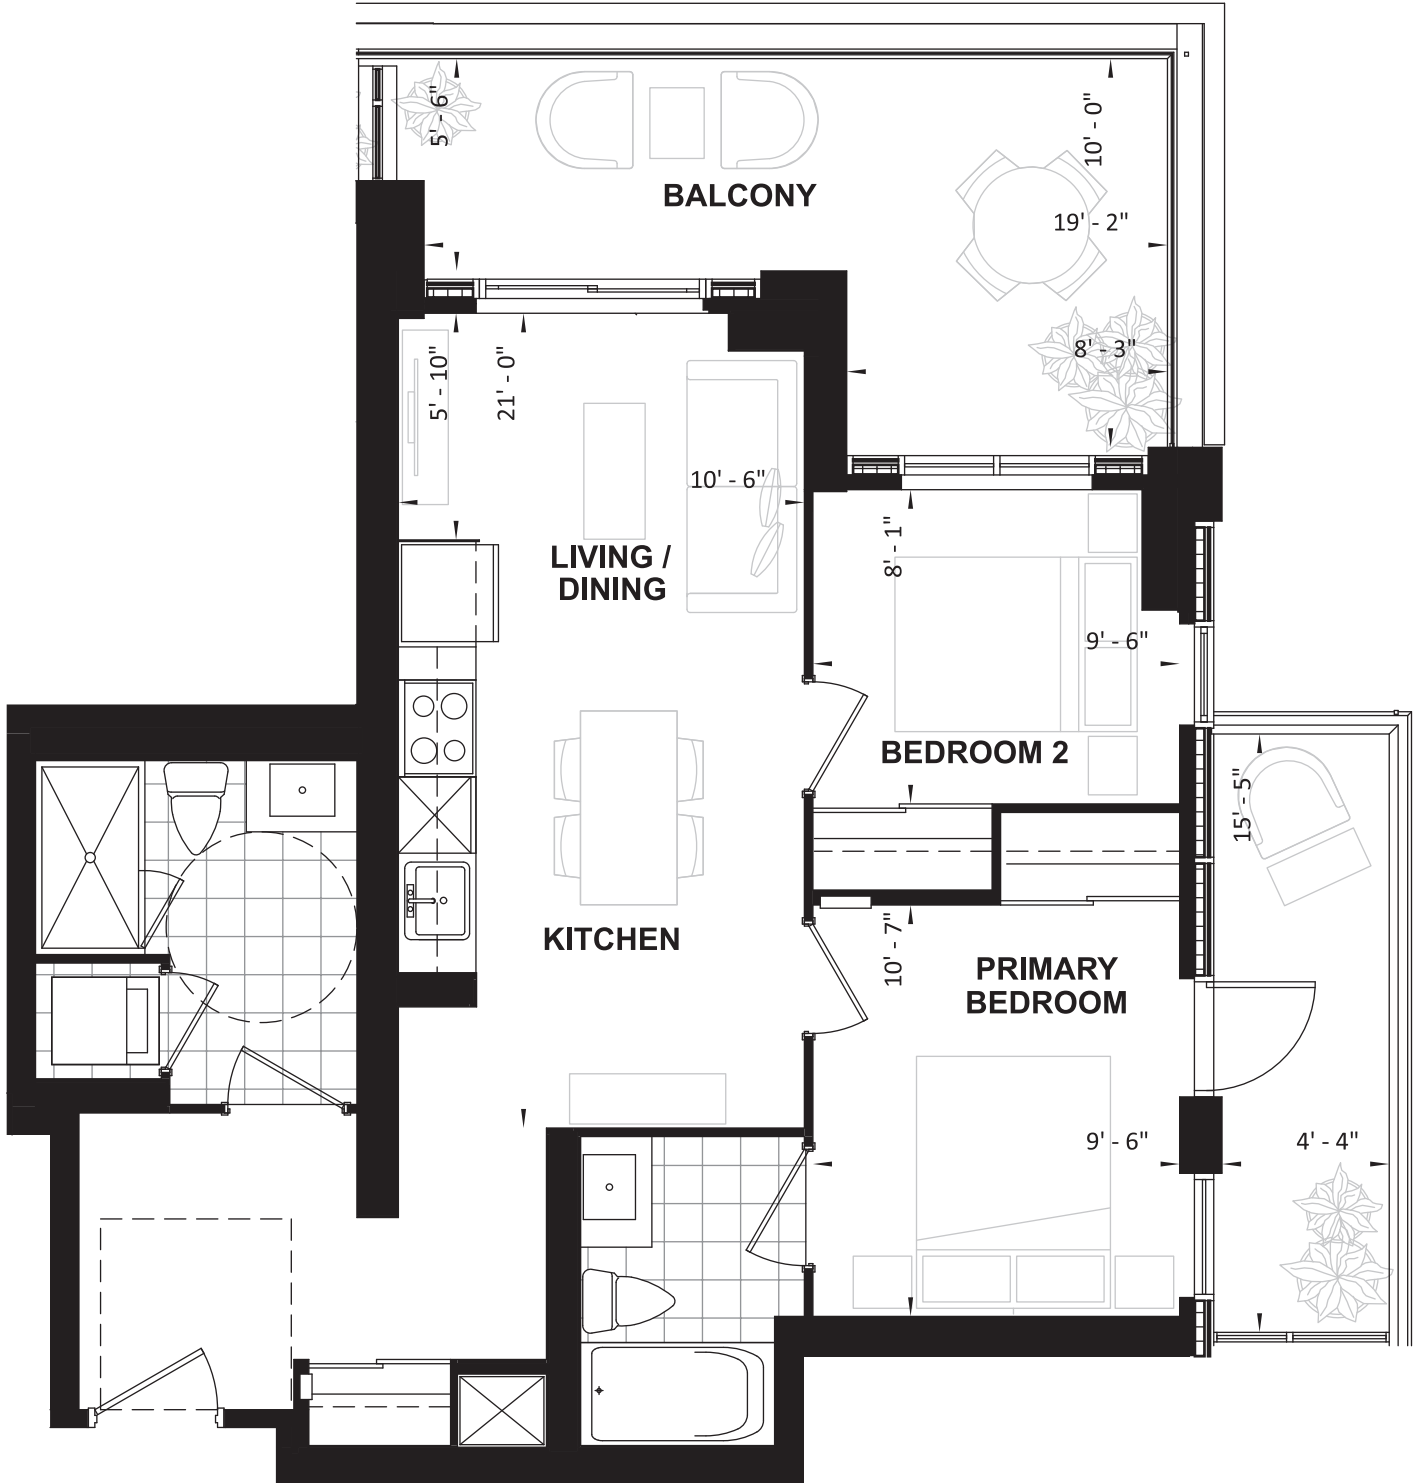 5' - 6"
10' - 0"
BALCONY
19' - 2"
8' - 3"
5' - 10"
21' - 0"
10' - 6"
8' - 1"
LIVING /
DINING
9' - 6"
BEDROOM 2
15' - 5"
KITCHEN
10' - 7"
PRIMARY
BEDROOM
9' - 6"
4' - 4"